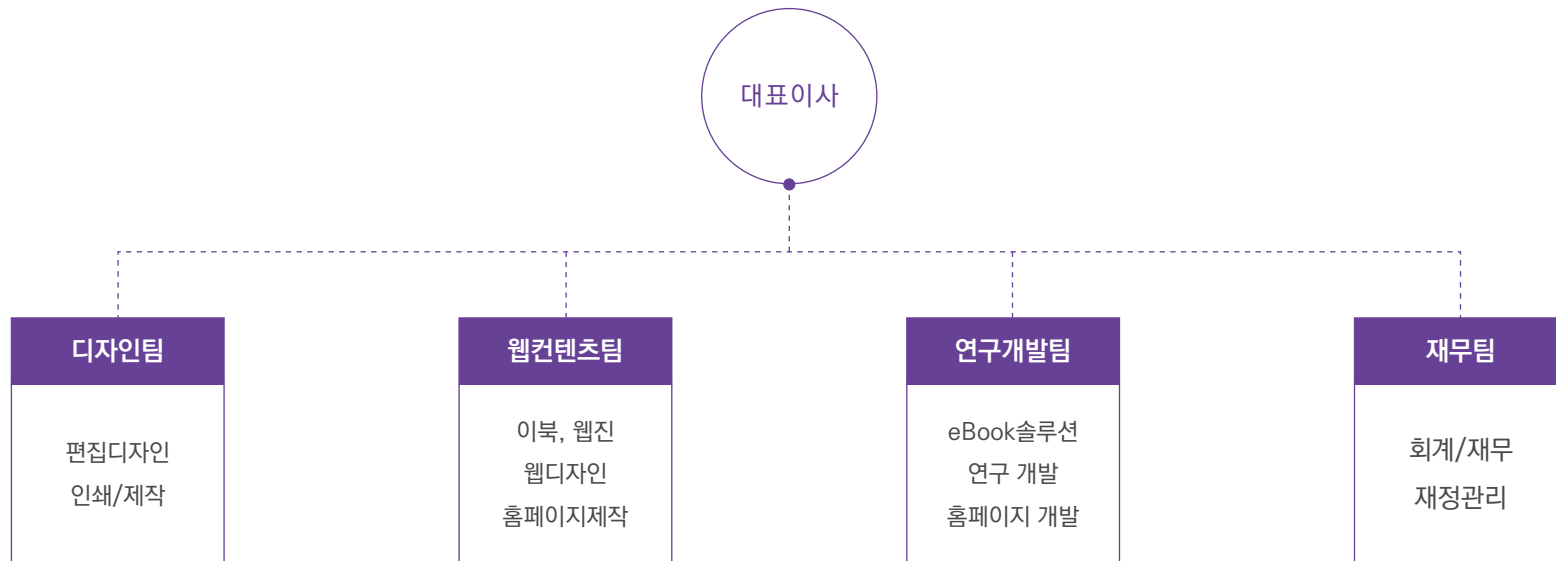 대표이사
디자인팀
편집디자인
인쇄/제작
웹컨텐츠팀
이북, 웹진
웹디자인
홈페이지제작
연구개발팀
eBook솔루션
연구 개발
홈페이지 개발
재무팀
회계/재무
재정관리